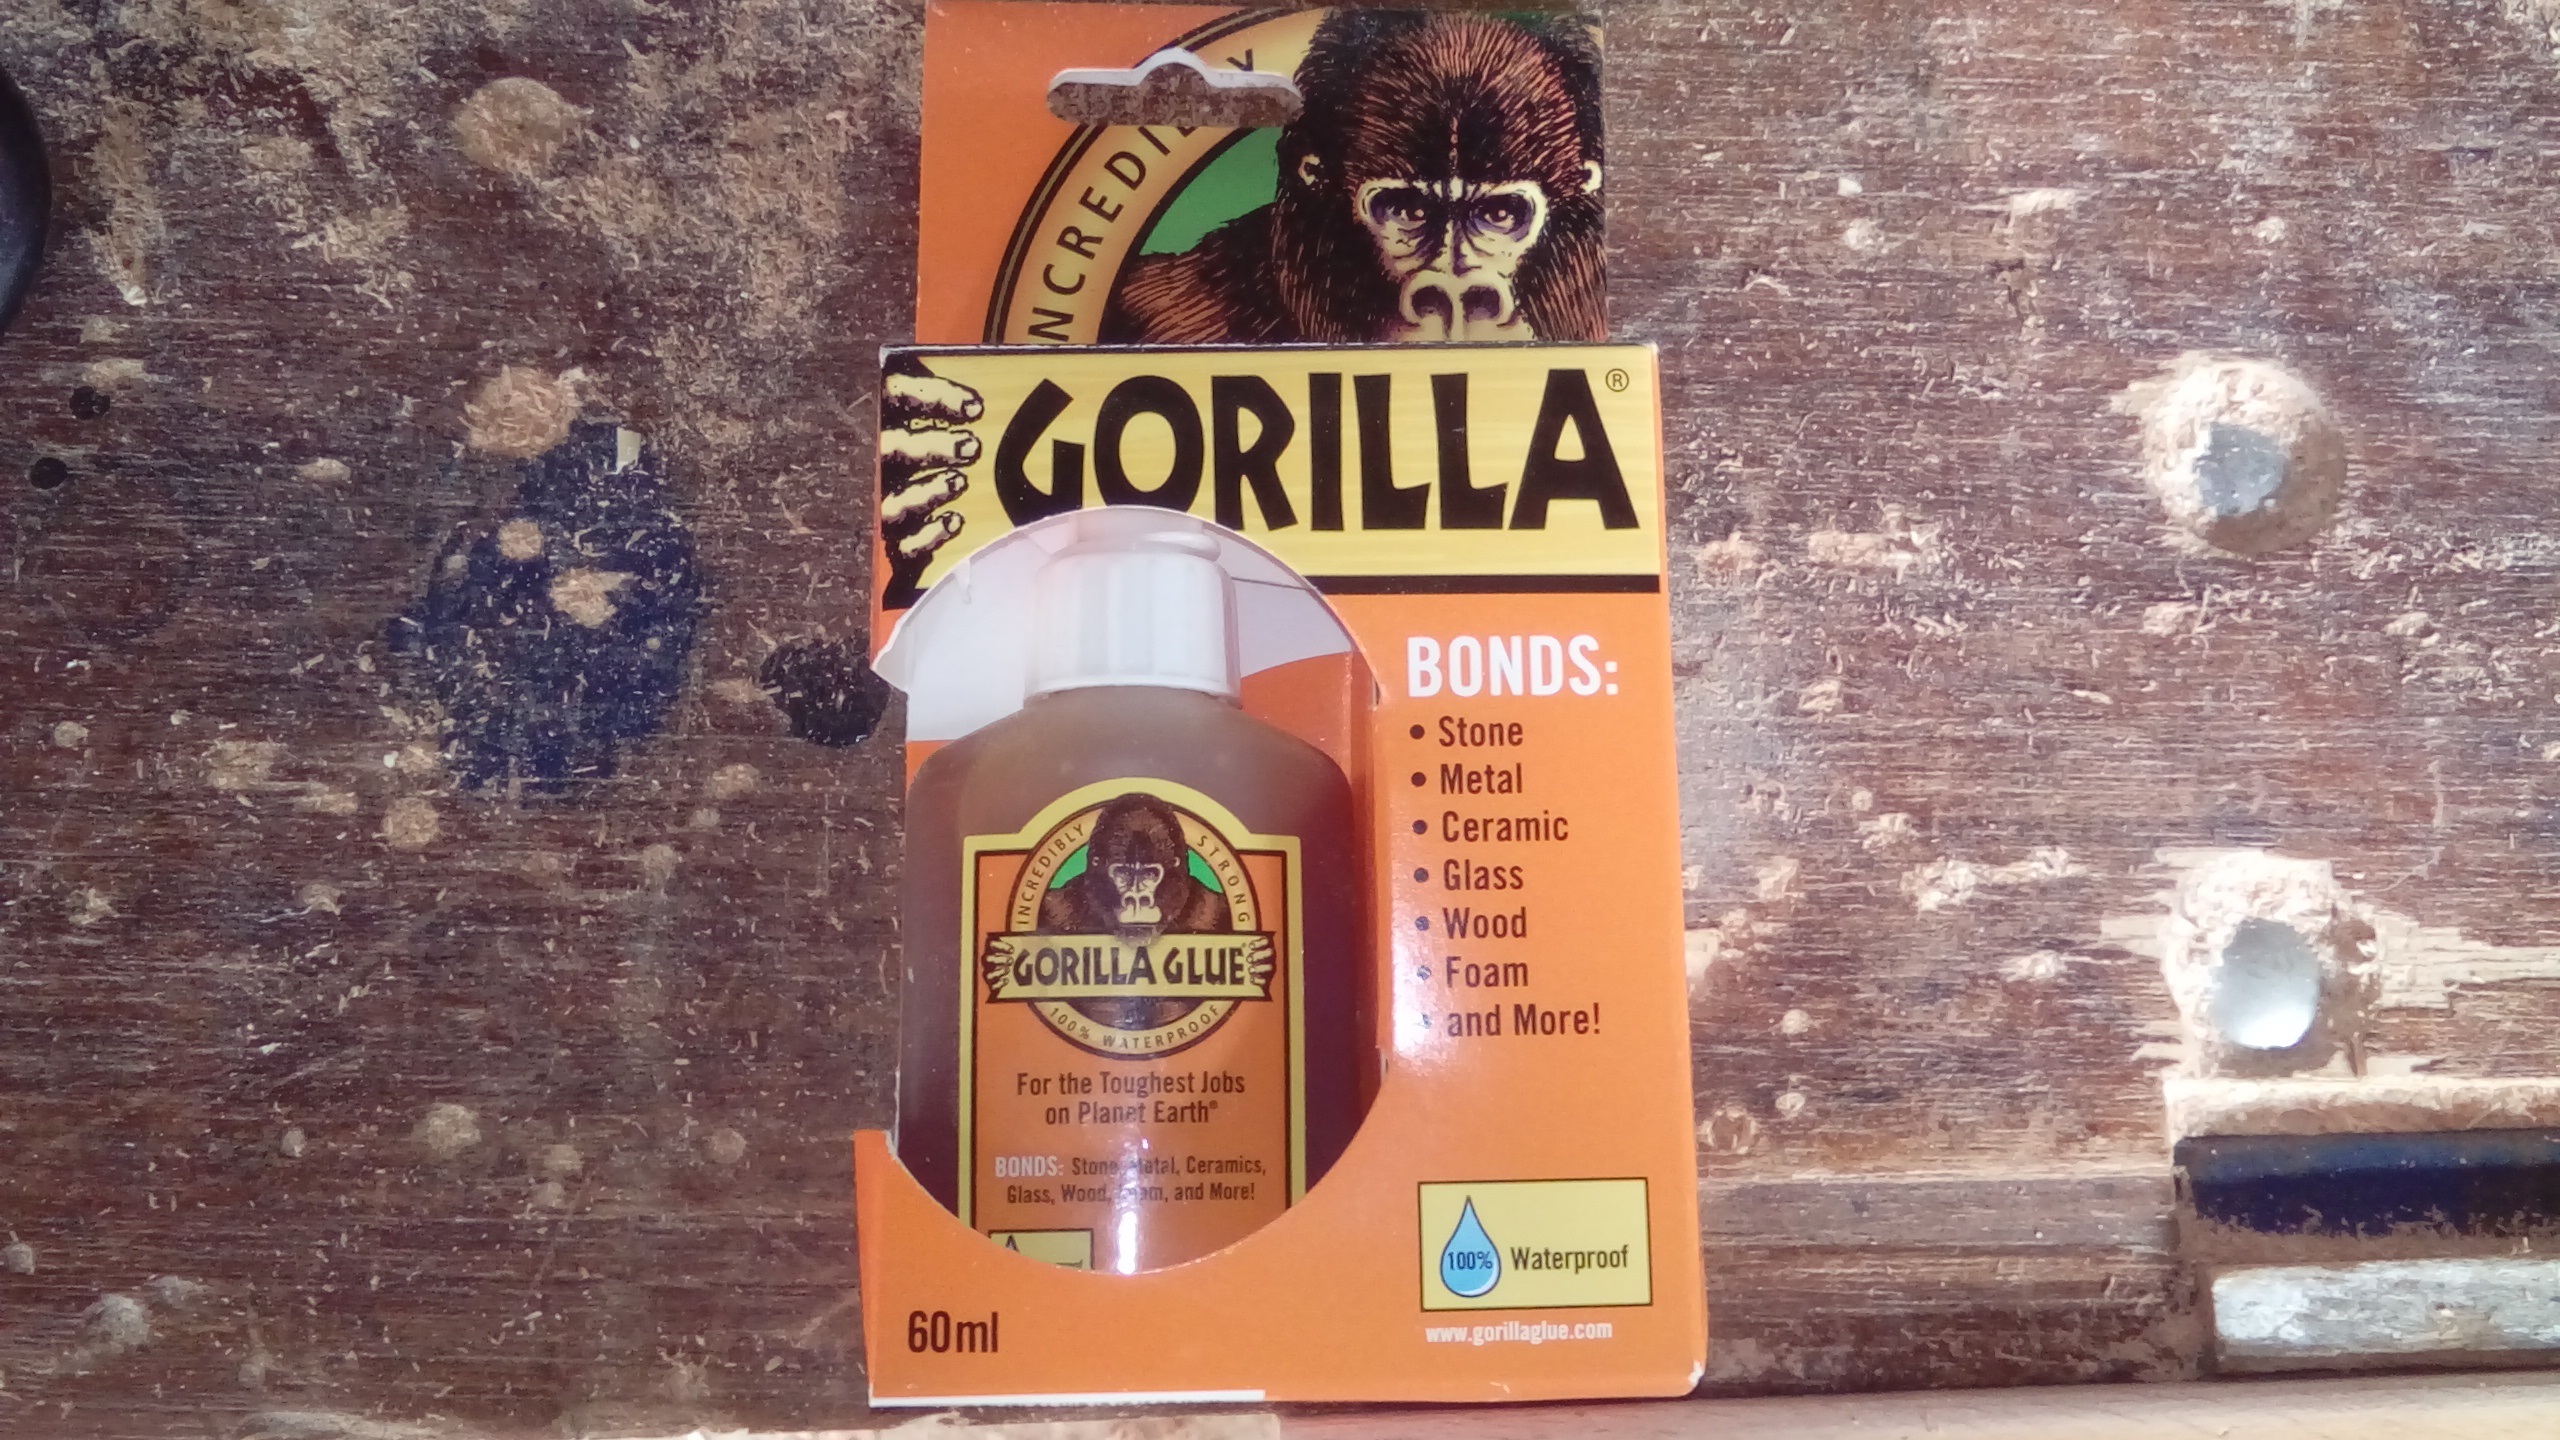 INCREDIBLY
GORILLA®
BONDS:
• Stone
• Metal
• Ceramic
• Glass
• Wood
• Foam
• and More!
INCREDIBLY STRONG
GORILLA GLUE
100% WATERPROOF
For the Toughest Jobs
on Planet Earth®
BONDS: Stone, Metal, Ceramics,
Glass, Wood, Foam, and More!
100% Waterproof
www.gorillaglue.com
60ml